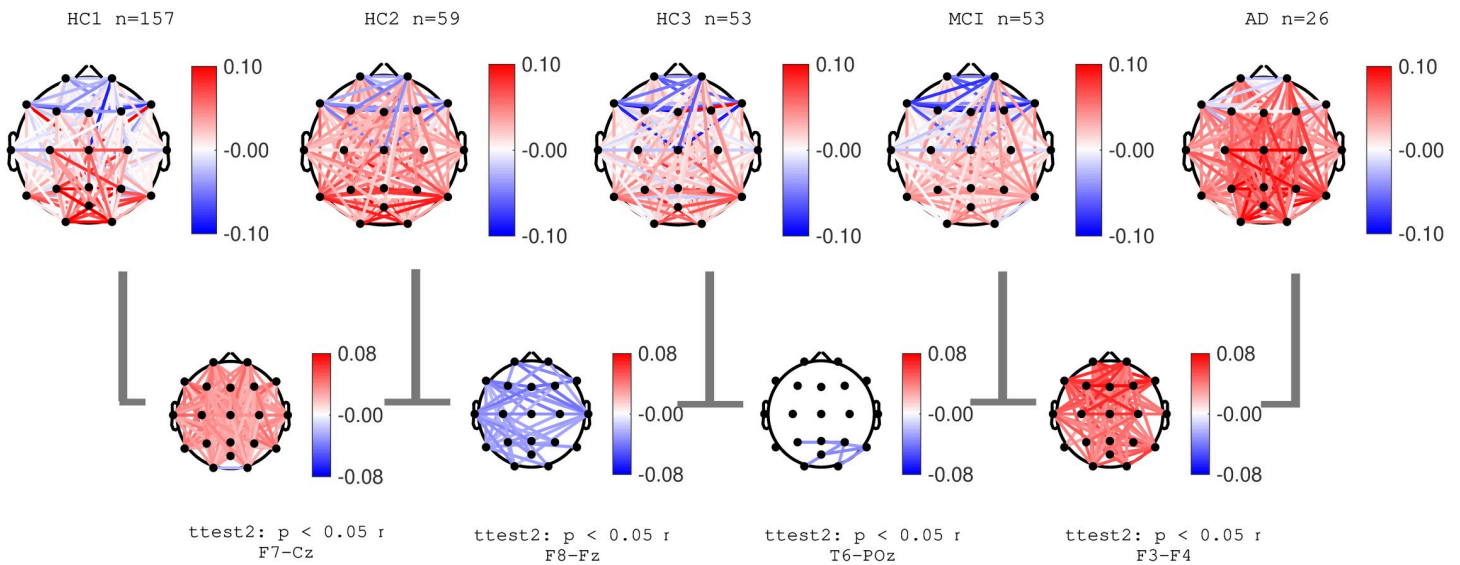 HC1 n=157
HC2 n=59
HC3 n=53
MCI n=53
AD n=26
0.10
-0.00
-0.10
0.10
-0.00
-0.10
0.10
-0.00
-0.10
0.10
-0.00
-0.10
0.10
-0.00
-0.10
0.08
-0.00
-0.08
0.08
-0.00
-0.08
0.08
-0.00
-0.08
0.08
-0.00
-0.08
ttest2: p < 0.05 r
F7-Cz
ttest2: p < 0.05 r
F8-Fz
ttest2: p < 0.05 r
T6-POz
ttest2: p < 0.05 r
F3-F4